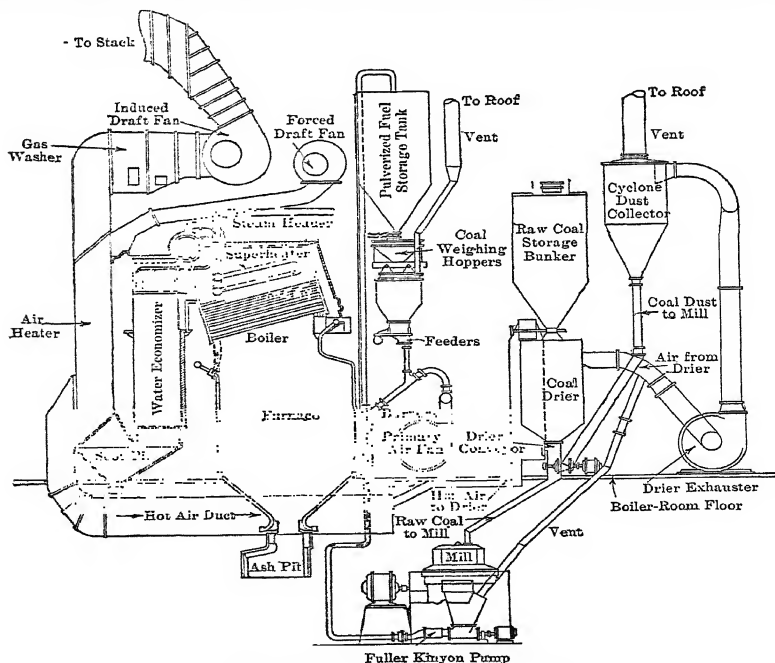 - To Stack
Induced
Draft Fan
Gas
Washer
Forced
Draft Fan
Pulverized Fuel
Storage Tank
To Roof
Vent
To Roof
Vent
Cyclone
Dust
Collector
Steam Header
Superheater
Coal
Weighing
Hoppers
Raw Coal
Storage
Bunker
Coal Dust
to Mill
Air
Heater
Water Economizer
Boiler
Feeders
Air from
Drier
Coal
Drier
Furnace
Primary
Air Fan
Drier
Conveyor
Drier Exhauster
Boiler-Room Floor
Hot Air Duct
Hot Air
to Drier
Raw Coal
to Mill
Vent
Mill
Ash Pit
Fuller Kinyon Pump